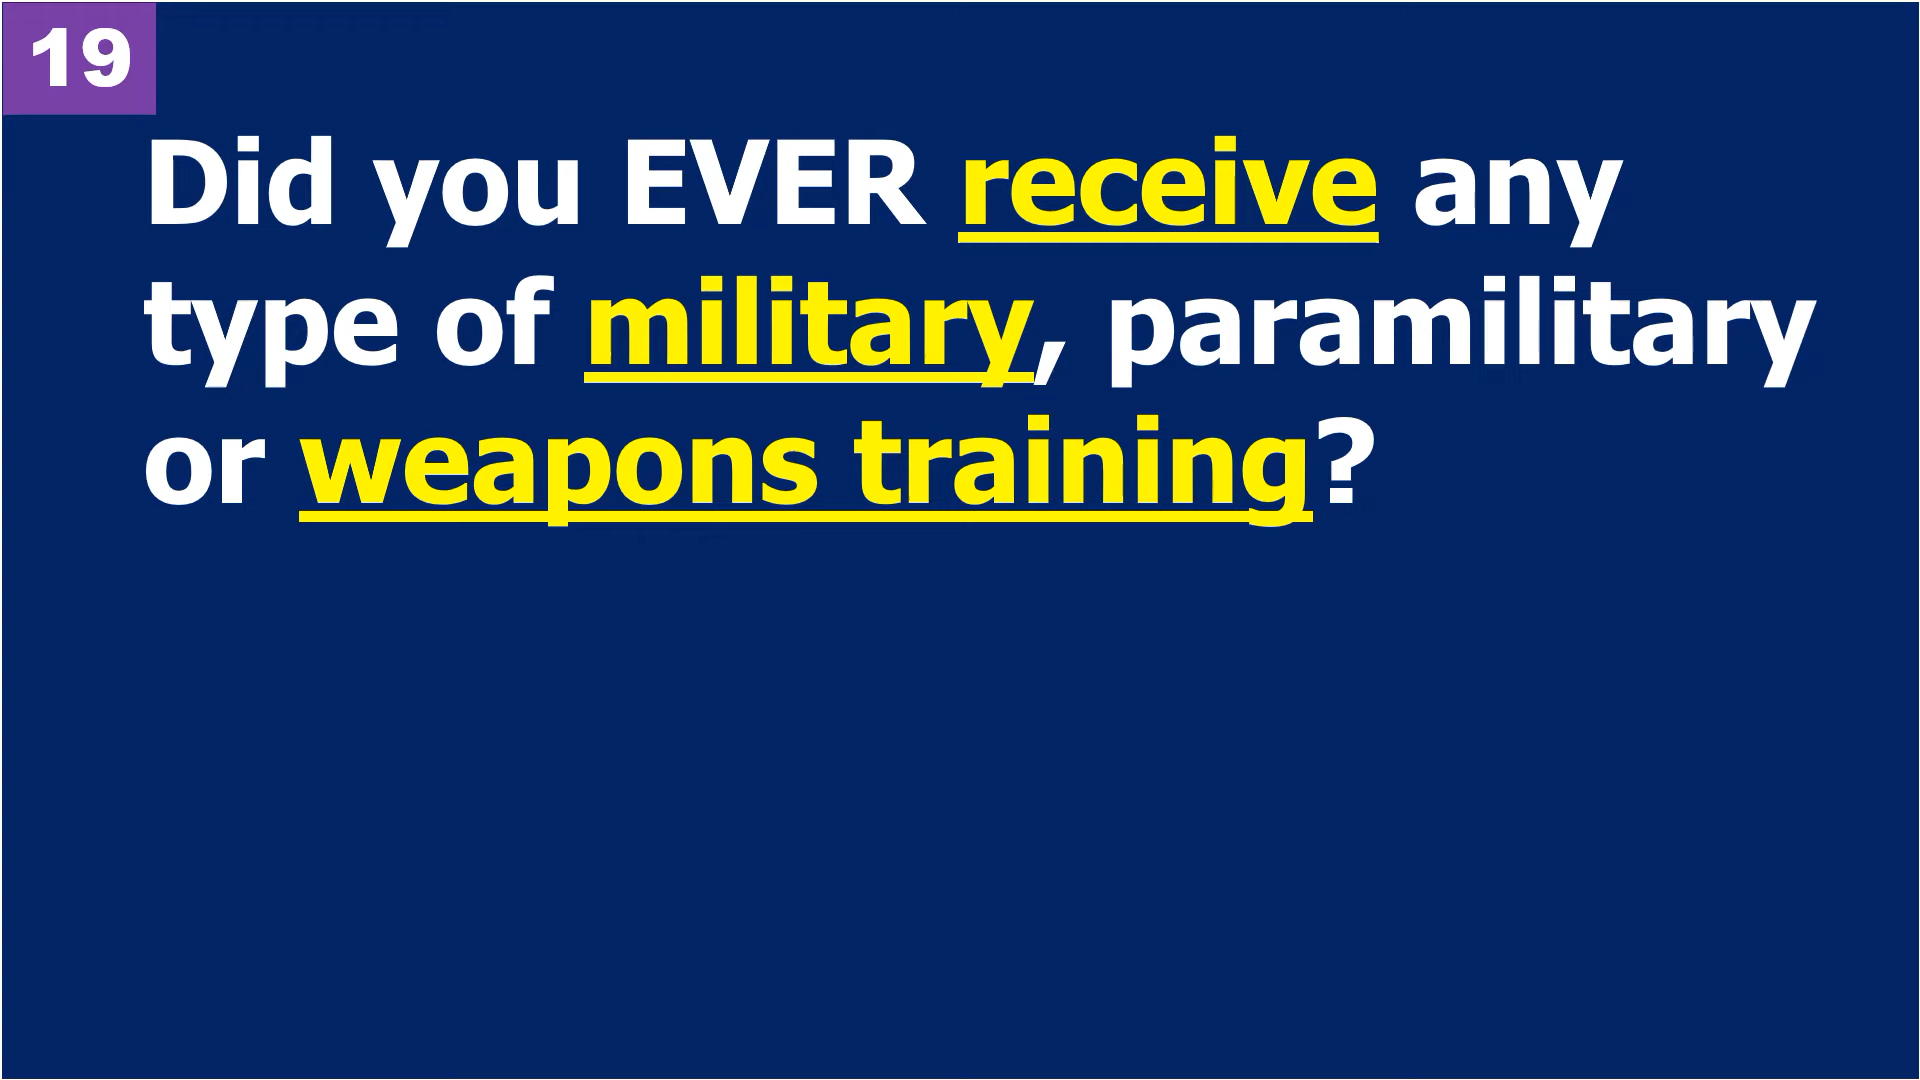 19
Did you EVER receive any
type of military, paramilitary
or weapons training?